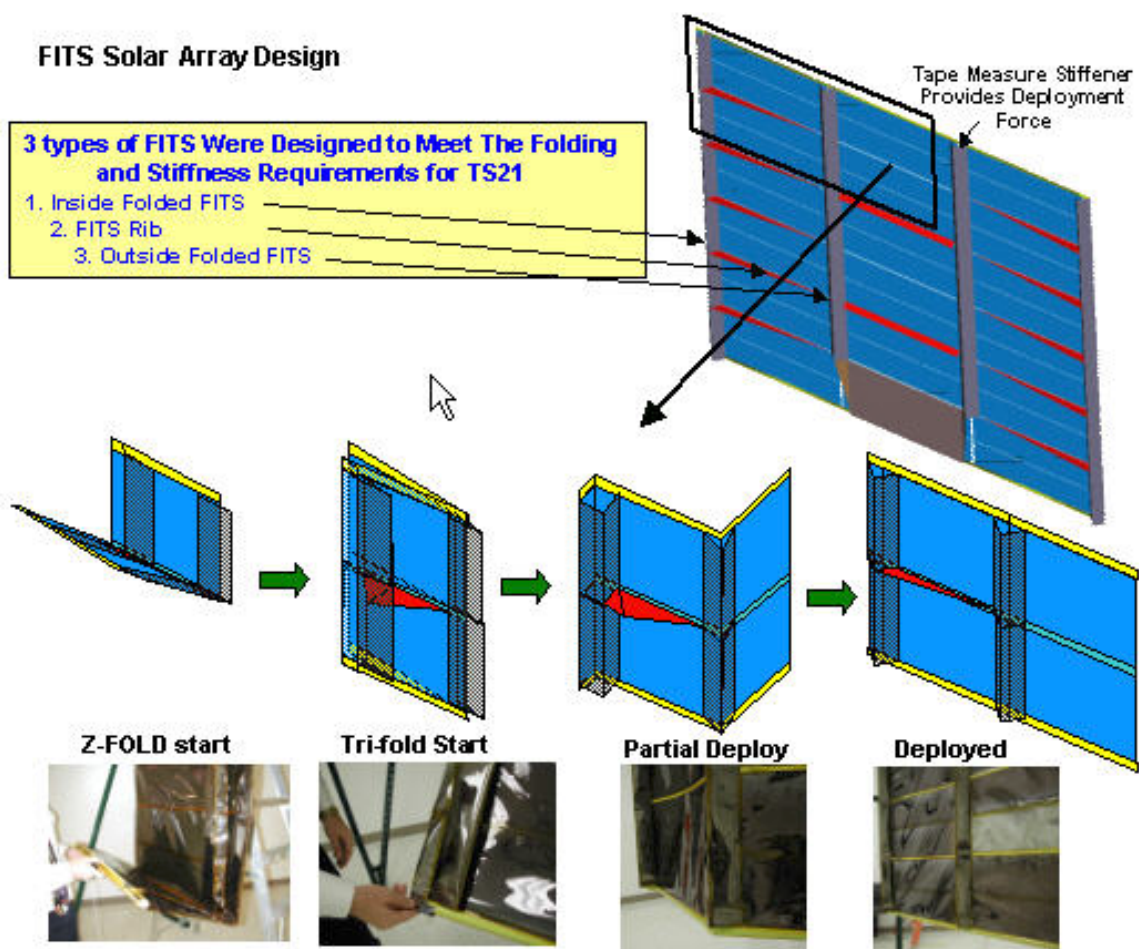 FITS Solar Array Design
Tape Measure Stiffener
Provides Deployment
Force
3 types of FITS Were Designed to Meet The Folding
and Stiffness Requirements for TS21
1. Inside Folded FITS
2. FITS Rib
3. Outside Folded FITS
Z-FOLD start
Tri-fold Start
Partial Deploy
Deployed